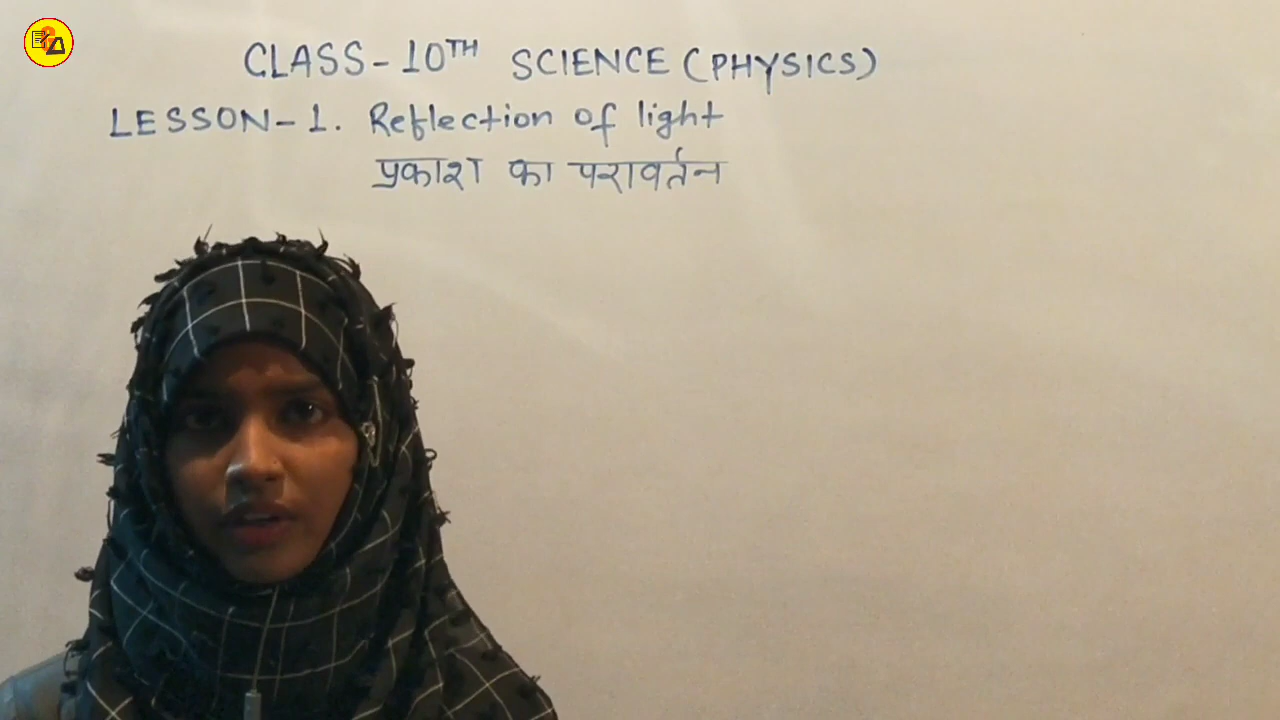 CLASS-10TH SCIENCE (PHYSICS)
LESSON-1. Reflection of light
प्रकाश का परावर्तन